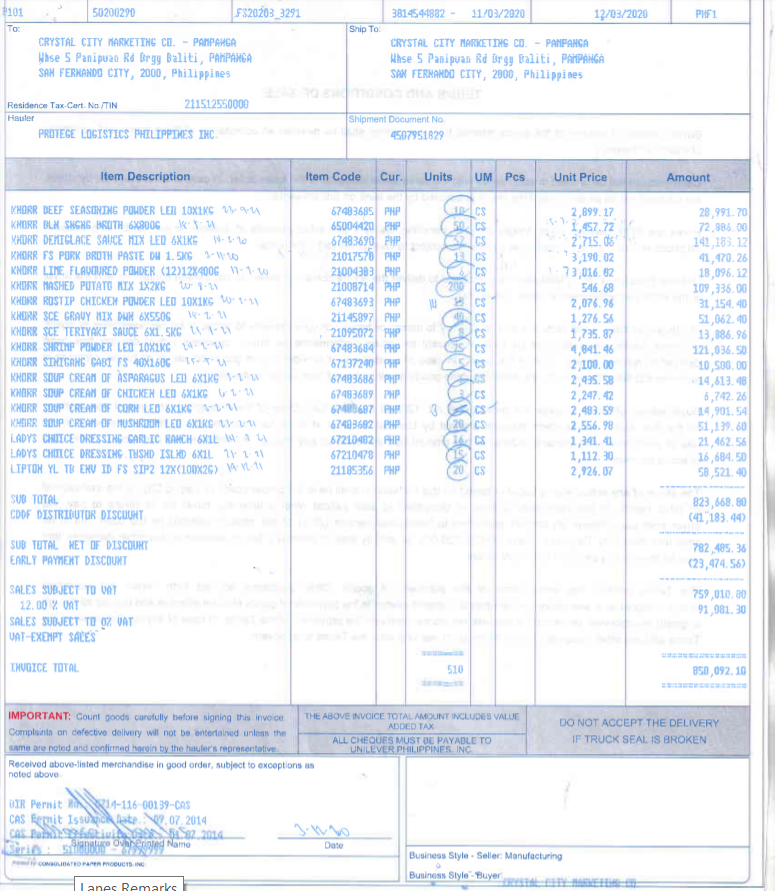 P101 50200290 FS20203_3291 3814544882 - 11/03/2020 12/03/2020 PHF1
To: Ship To:
CRYSTAL CITY MARKETING CO. - PAMPANGA CRYSTAL CITY MARKETING CO. - PAMPANGA
Whse 5 Panipuan Rd Brgy Baliti, PAMPANGA Whse 5 Panipuan Rd Brgy Baliti, PAMPANGA
SAN FERNANDO CITY, 2000, Philippines SAN FERNANDO CITY, 2000, Philippines
Residence Tax-Cert. No./TIN 211512550000
Hauler Shipment Document No.
PROTEGE LOGISTICS PHILIPPINES INC. 4507951829
Item Description Item Code Cur. Units UM Pcs Unit Price Amount
KNORR BEEF SEASONING POWDER LED 10X1KG 67483685 PHP 10 CS 2,899.17 28,991.70
KNORR BLN SNGNG BROTH 6X800G 65004420 PHP 50 CS 1,457.72 72,886.00
KNORR DEMIGLACE SAUCE MIX LED 6X1KG 67483690 PHP 52 CS 2,715.06 141,183.12
KNORR FS PORK BROTH PASTE DW 1.5KG 21017578 PHP 13 CS 3,190.02 41,470.26
KNORR LIME FLAVOURED POWDER (12)12X400G 21004383 PHP 6 CS 3,016.02 18,096.12
KNORR MASHED POTATO MIX 1X2KG 21008714 PHP 200 CS 546.68 109,336.00
KNORR ROSTIP CHICKEN POWDER LED 10X1KG 67483693 PHP 15 CS 2,076.96 31,154.40
KNORR SCE GRAVY MIX DWN 6X550G 21145897 PHP 40 CS 1,276.56 51,062.40
KNORR SCE TERIYAKI SAUCE 6X1.5KG 21095072 PHP 8 CS 1,735.87 13,886.96
KNORR SHRIMP POWDER LED 10X1KG 67483684 PHP 25 CS 4,841.46 121,036.50
KNORR SINIGANG GABI FS 40X160G 67137240 PHP 5 CS 2,100.00 10,500.00
KNORR SOUP CREAM OF ASPARAGUS LED 6X1KG 67483686 PHP 6 CS 2,435.58 14,613.48
KNORR SOUP CREAM OF CHICKEN LED 6X1KG 67483689 PHP 3 CS 2,247.42 6,742.26
KNORR SOUP CREAM OF CORN LED 6X1KG 67483687 PHP 6 CS 2,483.59 14,901.54
KNORR SOUP CREAM OF MUSHROOM LED 6X1KG 67483682 PHP 20 CS 2,556.98 51,139.60
LADYS CHOICE DRESSING GARLIC RANCH 6X1L 67210482 PHP 16 CS 1,341.41 21,462.56
LADYS CHOICE DRESSING THSND ISLND 6X1L 67210478 PHP 15 CS 1,112.30 16,684.50
LIPTON YL TB ENV ID FS SIP2 12X(100X2G) 21185356 PHP 20 CS 2,926.07 58,521.40
SUB TOTAL 823,668.80
CDDF DISTRIBUTOR DISCOUNT (41,183.44)
SUB TOTAL NET OF DISCOUNT 782,485.36
EARLY PAYMENT DISCOUNT (23,474.56)
SALES SUBJECT TO VAT 759,010.80
12.00 % VAT 91,081.30
SALES SUBJECT TO 0% VAT
VAT-EXEMPT SALES
INVOICE TOTAL 510 850,092.10
IMPORTANT: Count goods carefully before signing this invoice.
Complaints on defective delivery will not be entertained unless the
same are noted and confirmed herein by the hauler's representative.
THE ABOVE INVOICE TOTAL AMOUNT INCLUDES VALUE
ADDED TAX.
ALL CHEQUES MUST BE PAYABLE TO
UNILEVER PHILIPPINES, INC.
DO NOT ACCEPT THE DELIVERY
IF TRUCK SEAL IS BROKEN
Received above-listed merchandise in good order, subject to exceptions as
noted above.
BIR Permit No. 0714-116-00139-CAS
CAS Permit Issuance Date.: 09.07.2014
Signature Over Printed Name
Date
CONSOLIDATED PAPER PRODUCTS, INC.
Business Style - Seller: Manufacturing
Business Style - Buyer:
CRYSTAL CITY MARKETING CO
Lanes Remarks